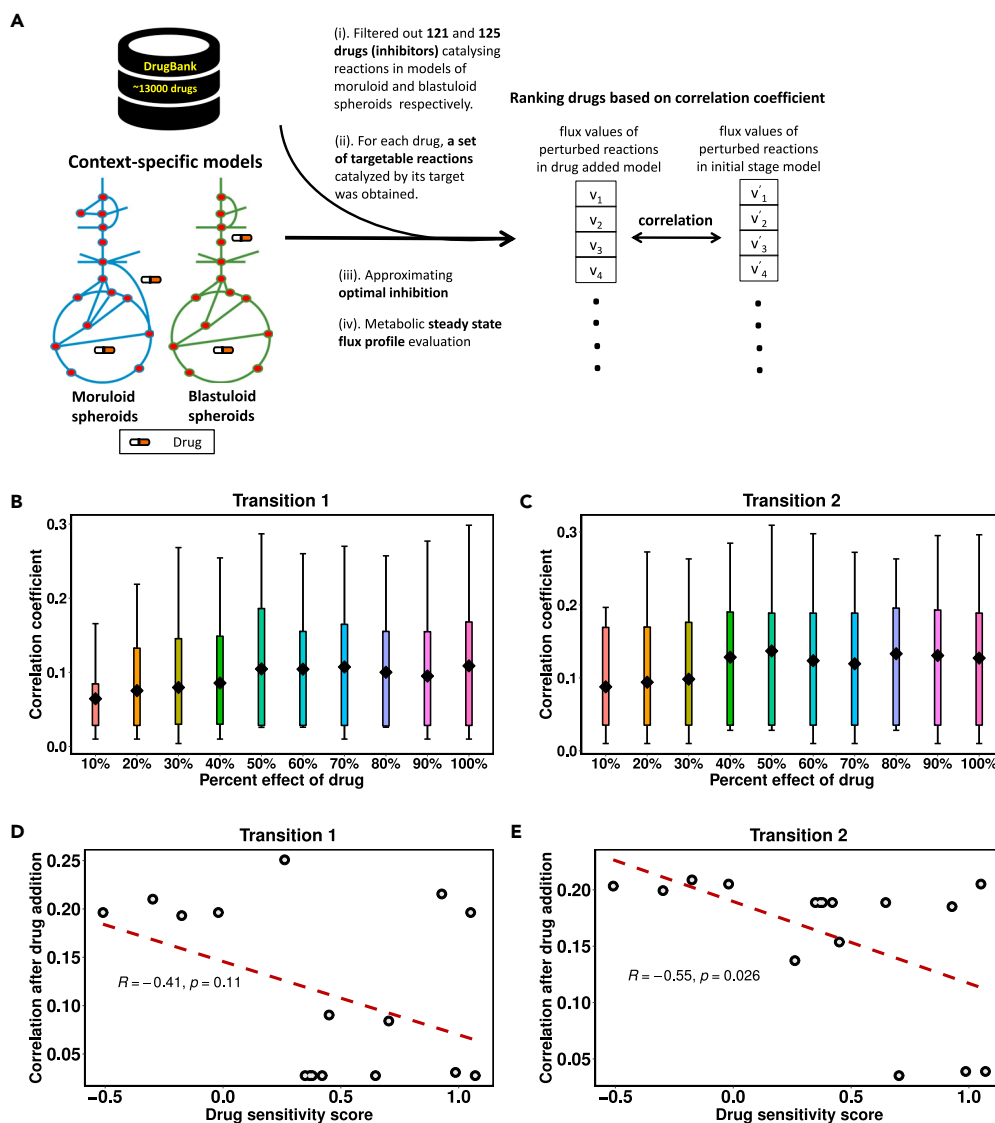 A
DrugBank
~13000 drugs
Context-specific models
Moruloid
spheroids
Blastuloid
spheroids
Drug
(i). Filtered out 121 and 125
drugs (inhibitors) catalysing
reactions in models of
moruloid and blastuloid
spheroids respectively.
(ii). For each drug, a set
of targetable reactions
catalyzed by its target
was obtained.
(iii). Approximating
optimal inhibition
(iv). Metabolic steady state
flux profile evaluation
Ranking drugs based on correlation coefficient
flux values of
perturbed reactions
in drug added model
flux values of
perturbed reactions
in initial stage model
v1
v2
v3
v4
correlation
v′1
v′2
v′3
v′4
B
Transition 1
Correlation coefficient
0.3
0.2
0.1
0.0
10% 20% 30% 40% 50% 60% 70% 80% 90% 100%
Percent effect of drug
C
Transition 2
Correlation coefficient
0.3
0.2
0.1
0.0
10% 20% 30% 40% 50% 60% 70% 80% 90% 100%
Percent effect of drug
D
Transition 1
Correlation after drug addition
0.25
0.20
0.15
0.10
0.05
R = −0.41, p = 0.11
−0.5 0.0 0.5 1.0
Drug sensitivity score
E
Transition 2
Correlation after drug addition
0.20
0.15
0.10
0.05
R = −0.55, p = 0.026
−0.5 0.0 0.5 1.0
Drug sensitivity score